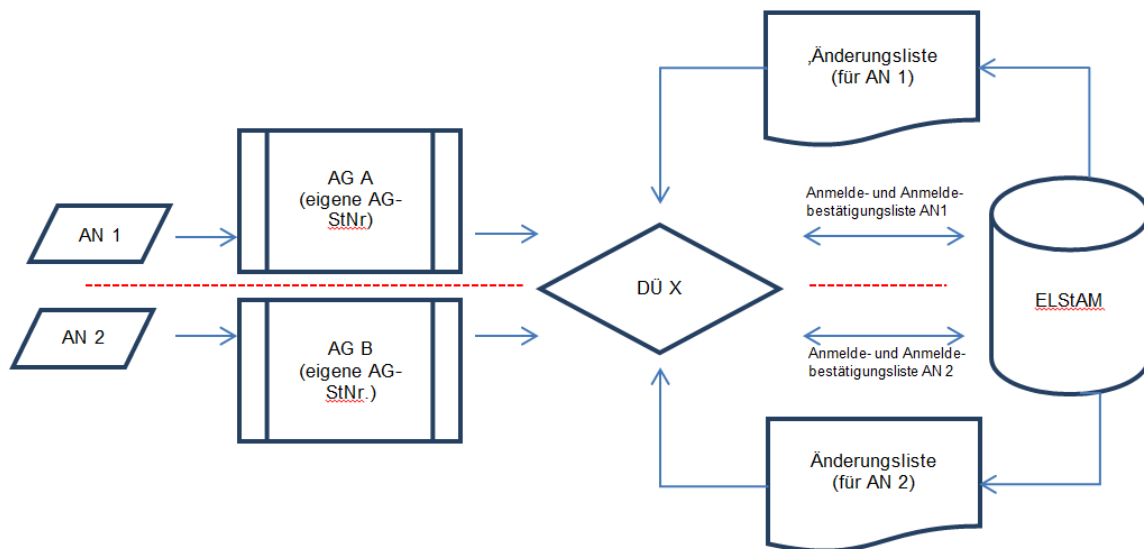 ‚Änderungsliste
(für AN 1)
AG A
(eigene AG-
StNr)
Anmelde- und Anmelde-
bestätigungsliste AN1
AN 1
DÜ X
ELStAM
AN 2
AG B
(eigene AG-
StNr.)
Anmelde- und Anmelde-
bestätigungsliste AN 2
Änderungsliste
(für AN 2)